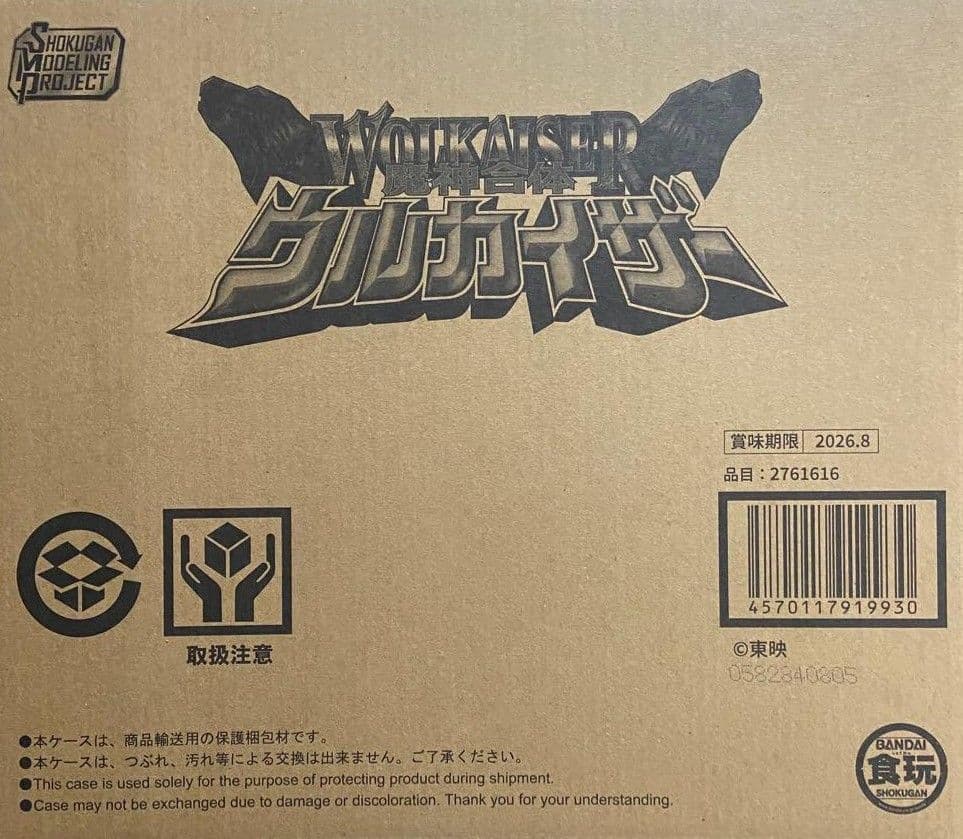 SHOKUGAN
MODELING
PROJECT
WOLKAISER
魔神合体
ウルカイザー
賞味期限 2026.8
品目：2761616
4570117919930
©東映
0582840805
取扱注意
●本ケースは、商品輸送用の保護梱包材です。
●本ケースは、つぶれ、汚れ等による交換は出来ません。ご了承ください。
●This case is used solely for the purpose of protecting product during shipment.
●Case may not be exchanged due to damage or discoloration. Thank you for your understanding.
BANDAI
食玩
SHOKUGAN